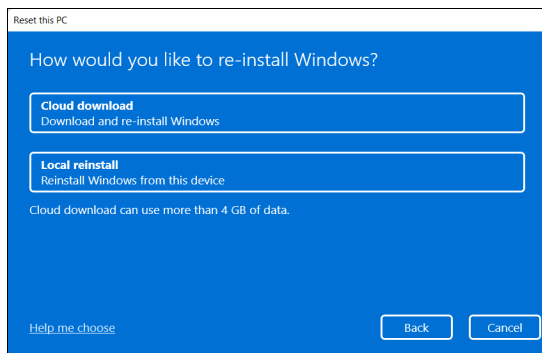 Reset this PC
How would you like to re-install Windows?
Cloud download
Download and re-install Windows
Local reinstall
Reinstall Windows from this device
Cloud download can use more than 4 GB of data.
Help me choose
Back
Cancel